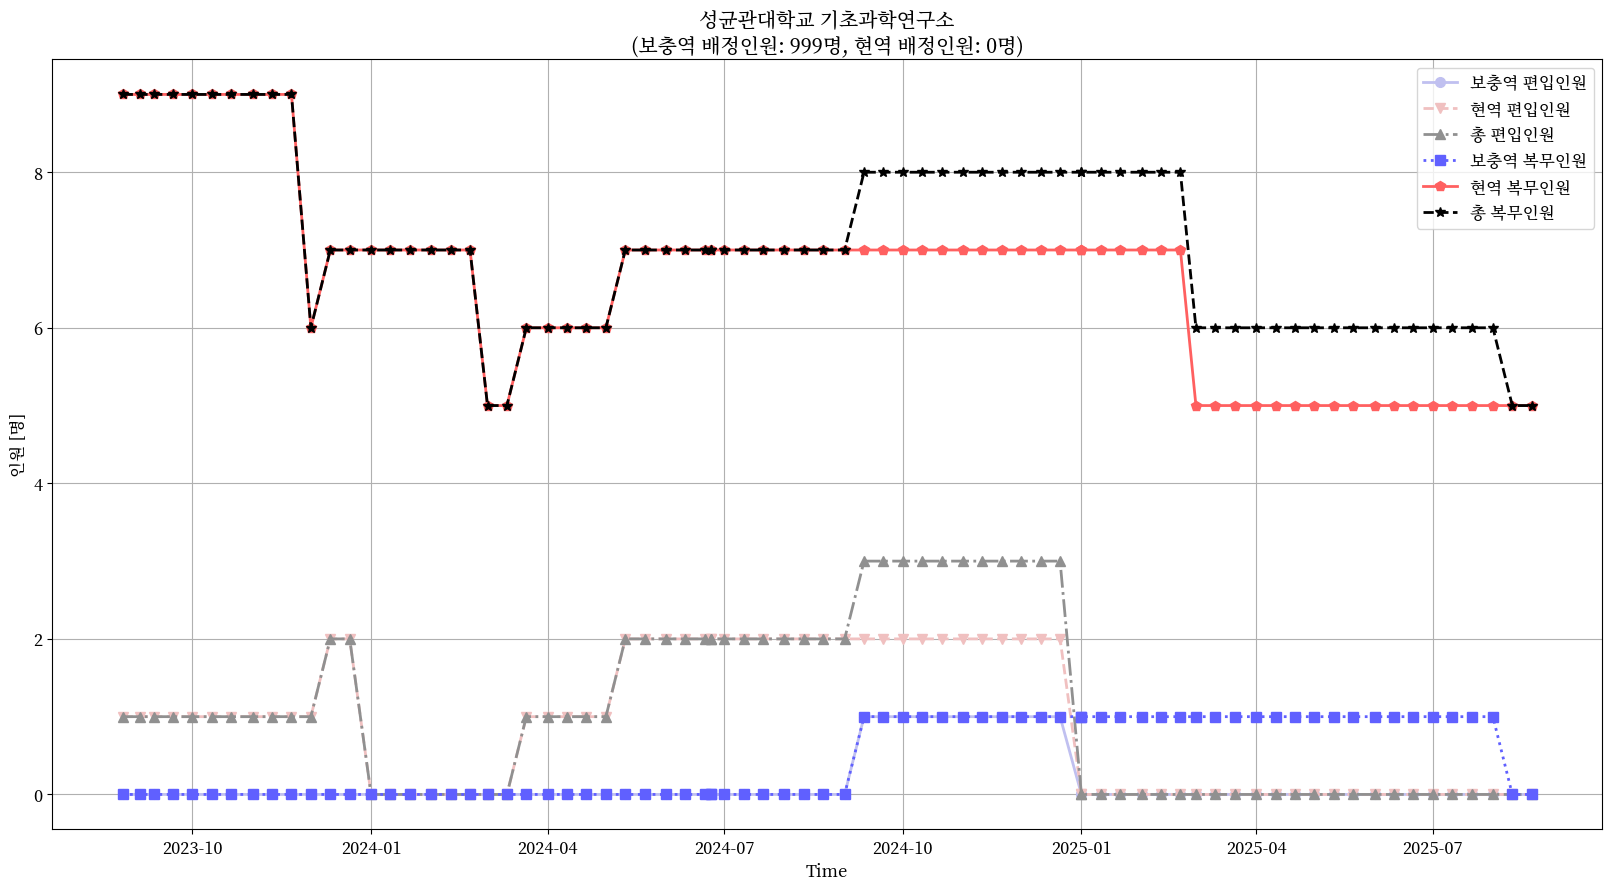 성균관대학교 기초과학연구소
(보충역 배정인원: 999명, 현역 배정인원: 0명)
보충역 편입인원
현역 편입인원
총 편입인원
보충역 복무인원
현역 복무인원
총 복무인원
인원 [명]
8
6
4
2
0
2023-10
2024-01
2024-04
2024-07
2024-10
2025-01
2025-04
2025-07
Time